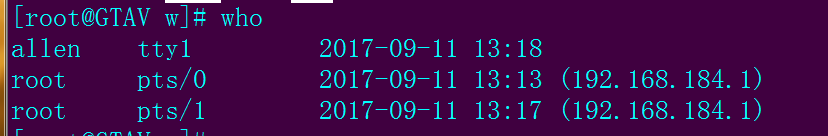 [root@GTAV w]# who
allen    tty1         2017-09-11 13:18
root     pts/0        2017-09-11 13:13 (192.168.184.1)
root     pts/1        2017-09-11 13:17 (192.168.184.1)